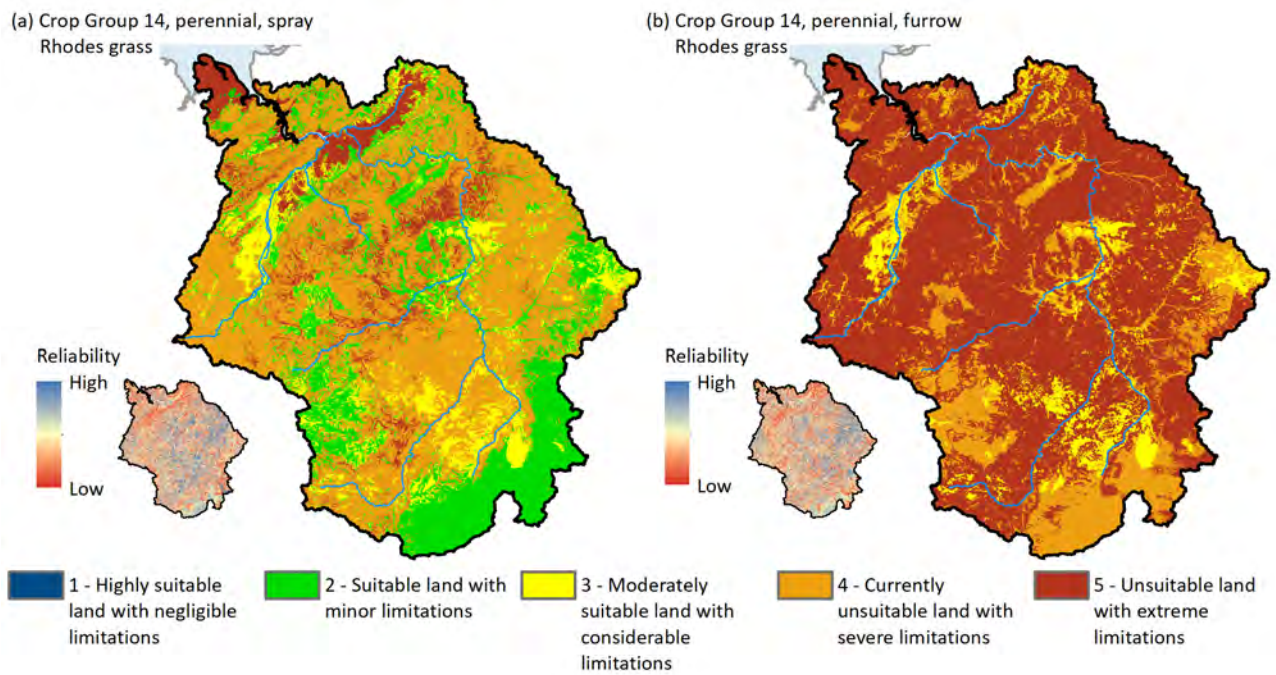 (a) Crop Group 14, perennial, spray
Rhodes grass
(b) Crop Group 14, perennial, furrow
Rhodes grass
Reliability
High
Low
Reliability
High
Low
1 - Highly suitable
land with negligible
limitations
2 - Suitable land with
minor limitations
3 - Moderately
suitable land with
considerable
limitations
4 - Currently
unsuitable land with
severe limitations
5 - Unsuitable land
with extreme
limitations